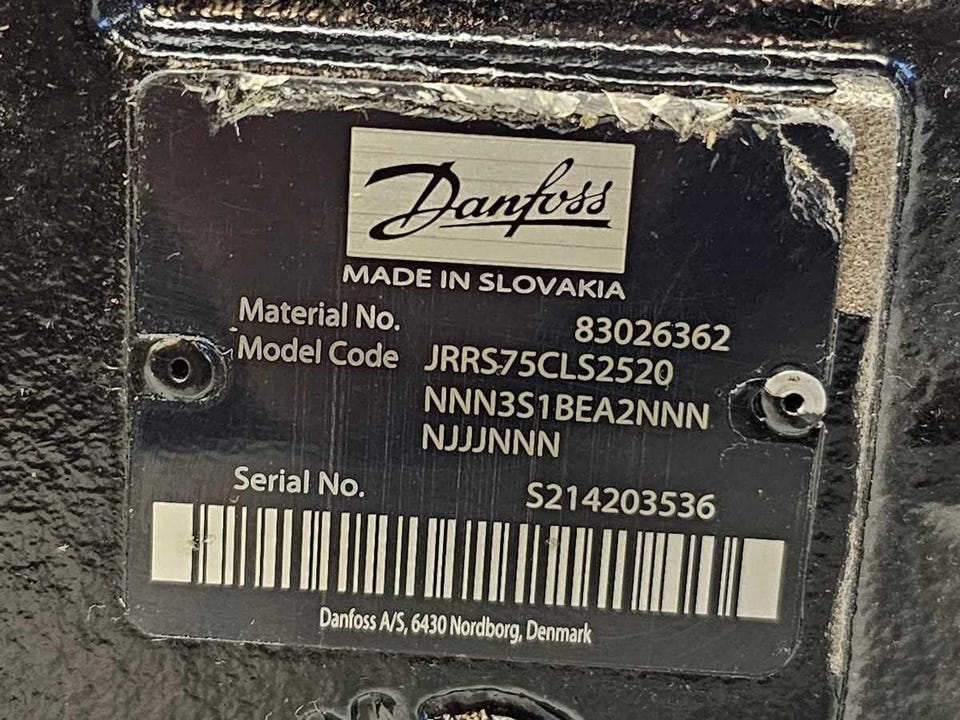 Danfoss
MADE IN SLOVAKIA
Material No. 83026362
Model Code JRRS75CLS2520
NNN3S1BEA2NNN
NJJJNNN
Serial No. S214203536
Danfoss A/S, 6430 Nordborg, Denmark